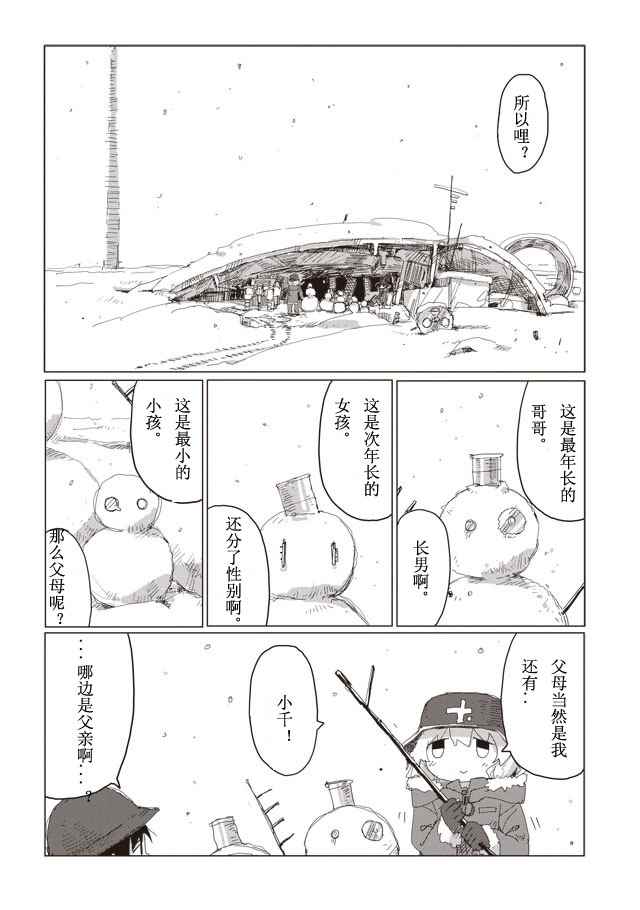 所以哩?
这是最年长的
哥哥。
长男啊。
这是次年长的
女孩。
还分了性别啊。
这是最小的
小孩。
那么父母呢?
父母当然是我
还有..
小千!
...哪边是父亲啊...?